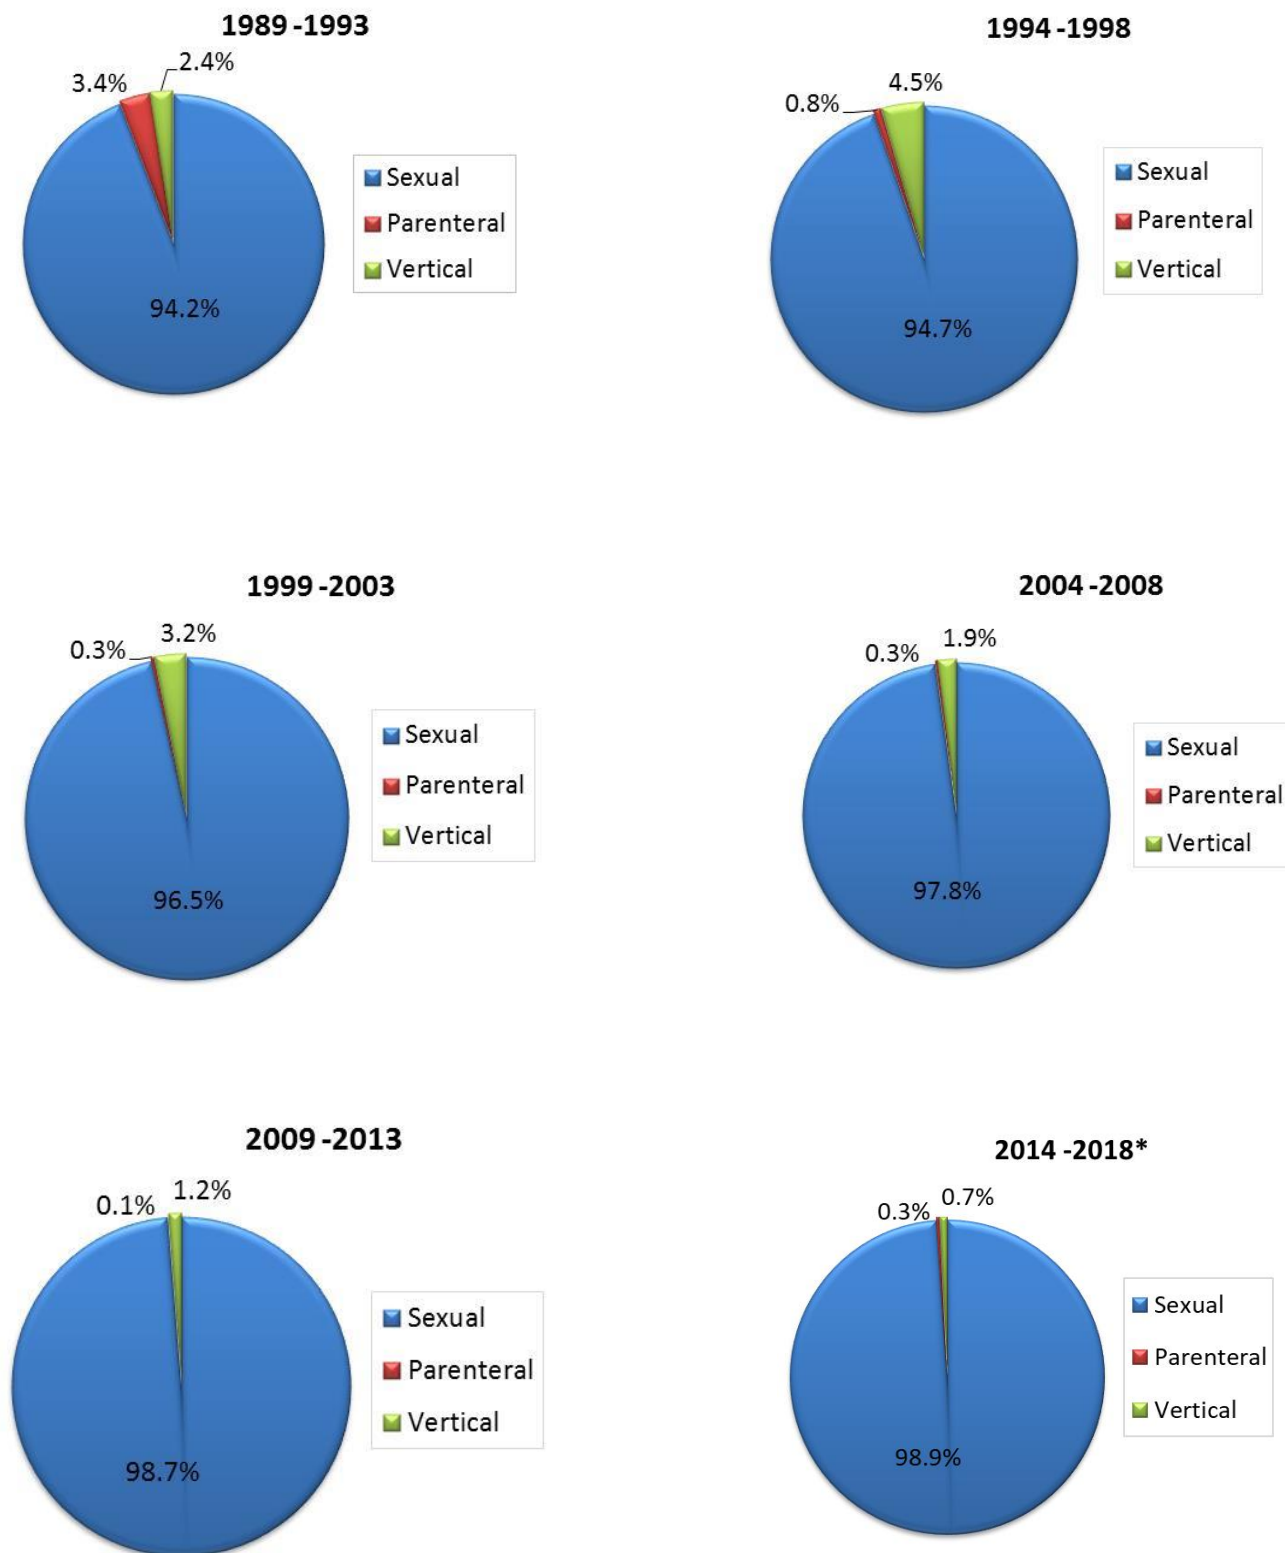 1989 -1993
3.4%
2.4%
94.2%
Sexual
Parenteral
Vertical
1994 -1998
0.8%
4.5%
94.7%
Sexual
Parenteral
Vertical
1999 -2003
0.3%
3.2%
96.5%
Sexual
Parenteral
Vertical
2004 -2008
0.3%
1.9%
97.8%
Sexual
Parenteral
Vertical
2009 -2013
0.1%
1.2%
98.7%
Sexual
Parenteral
Vertical
2014 -2018*
0.3%
0.7%
98.9%
Sexual
Parenteral
Vertical